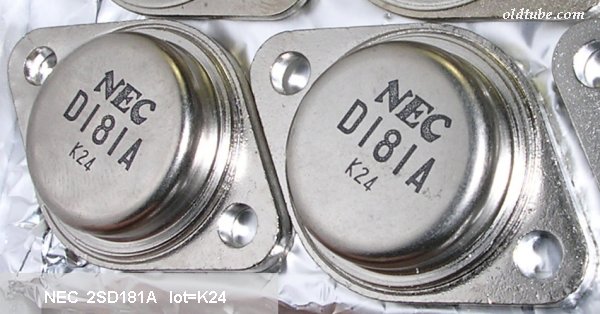 oldtube.com
NEC
D181A
K24
NEC
D181A
K24
NEC 2SD181A lot=K24